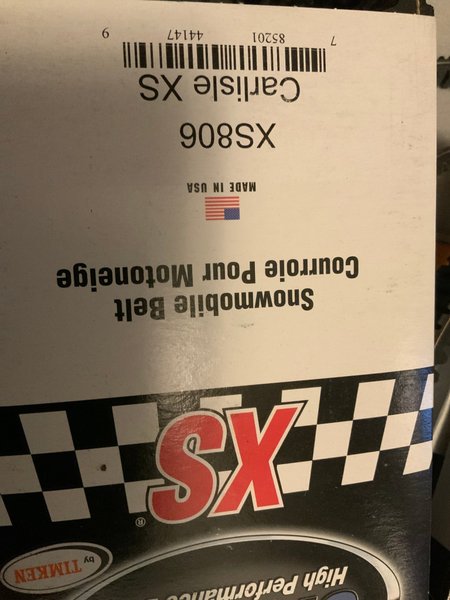 High Performance
by TIMKEN
XS®
Snowmobile Belt
Courroie Pour Motoneige
MADE IN USA
XS806
Carlisle XS
7 85201 44147 9